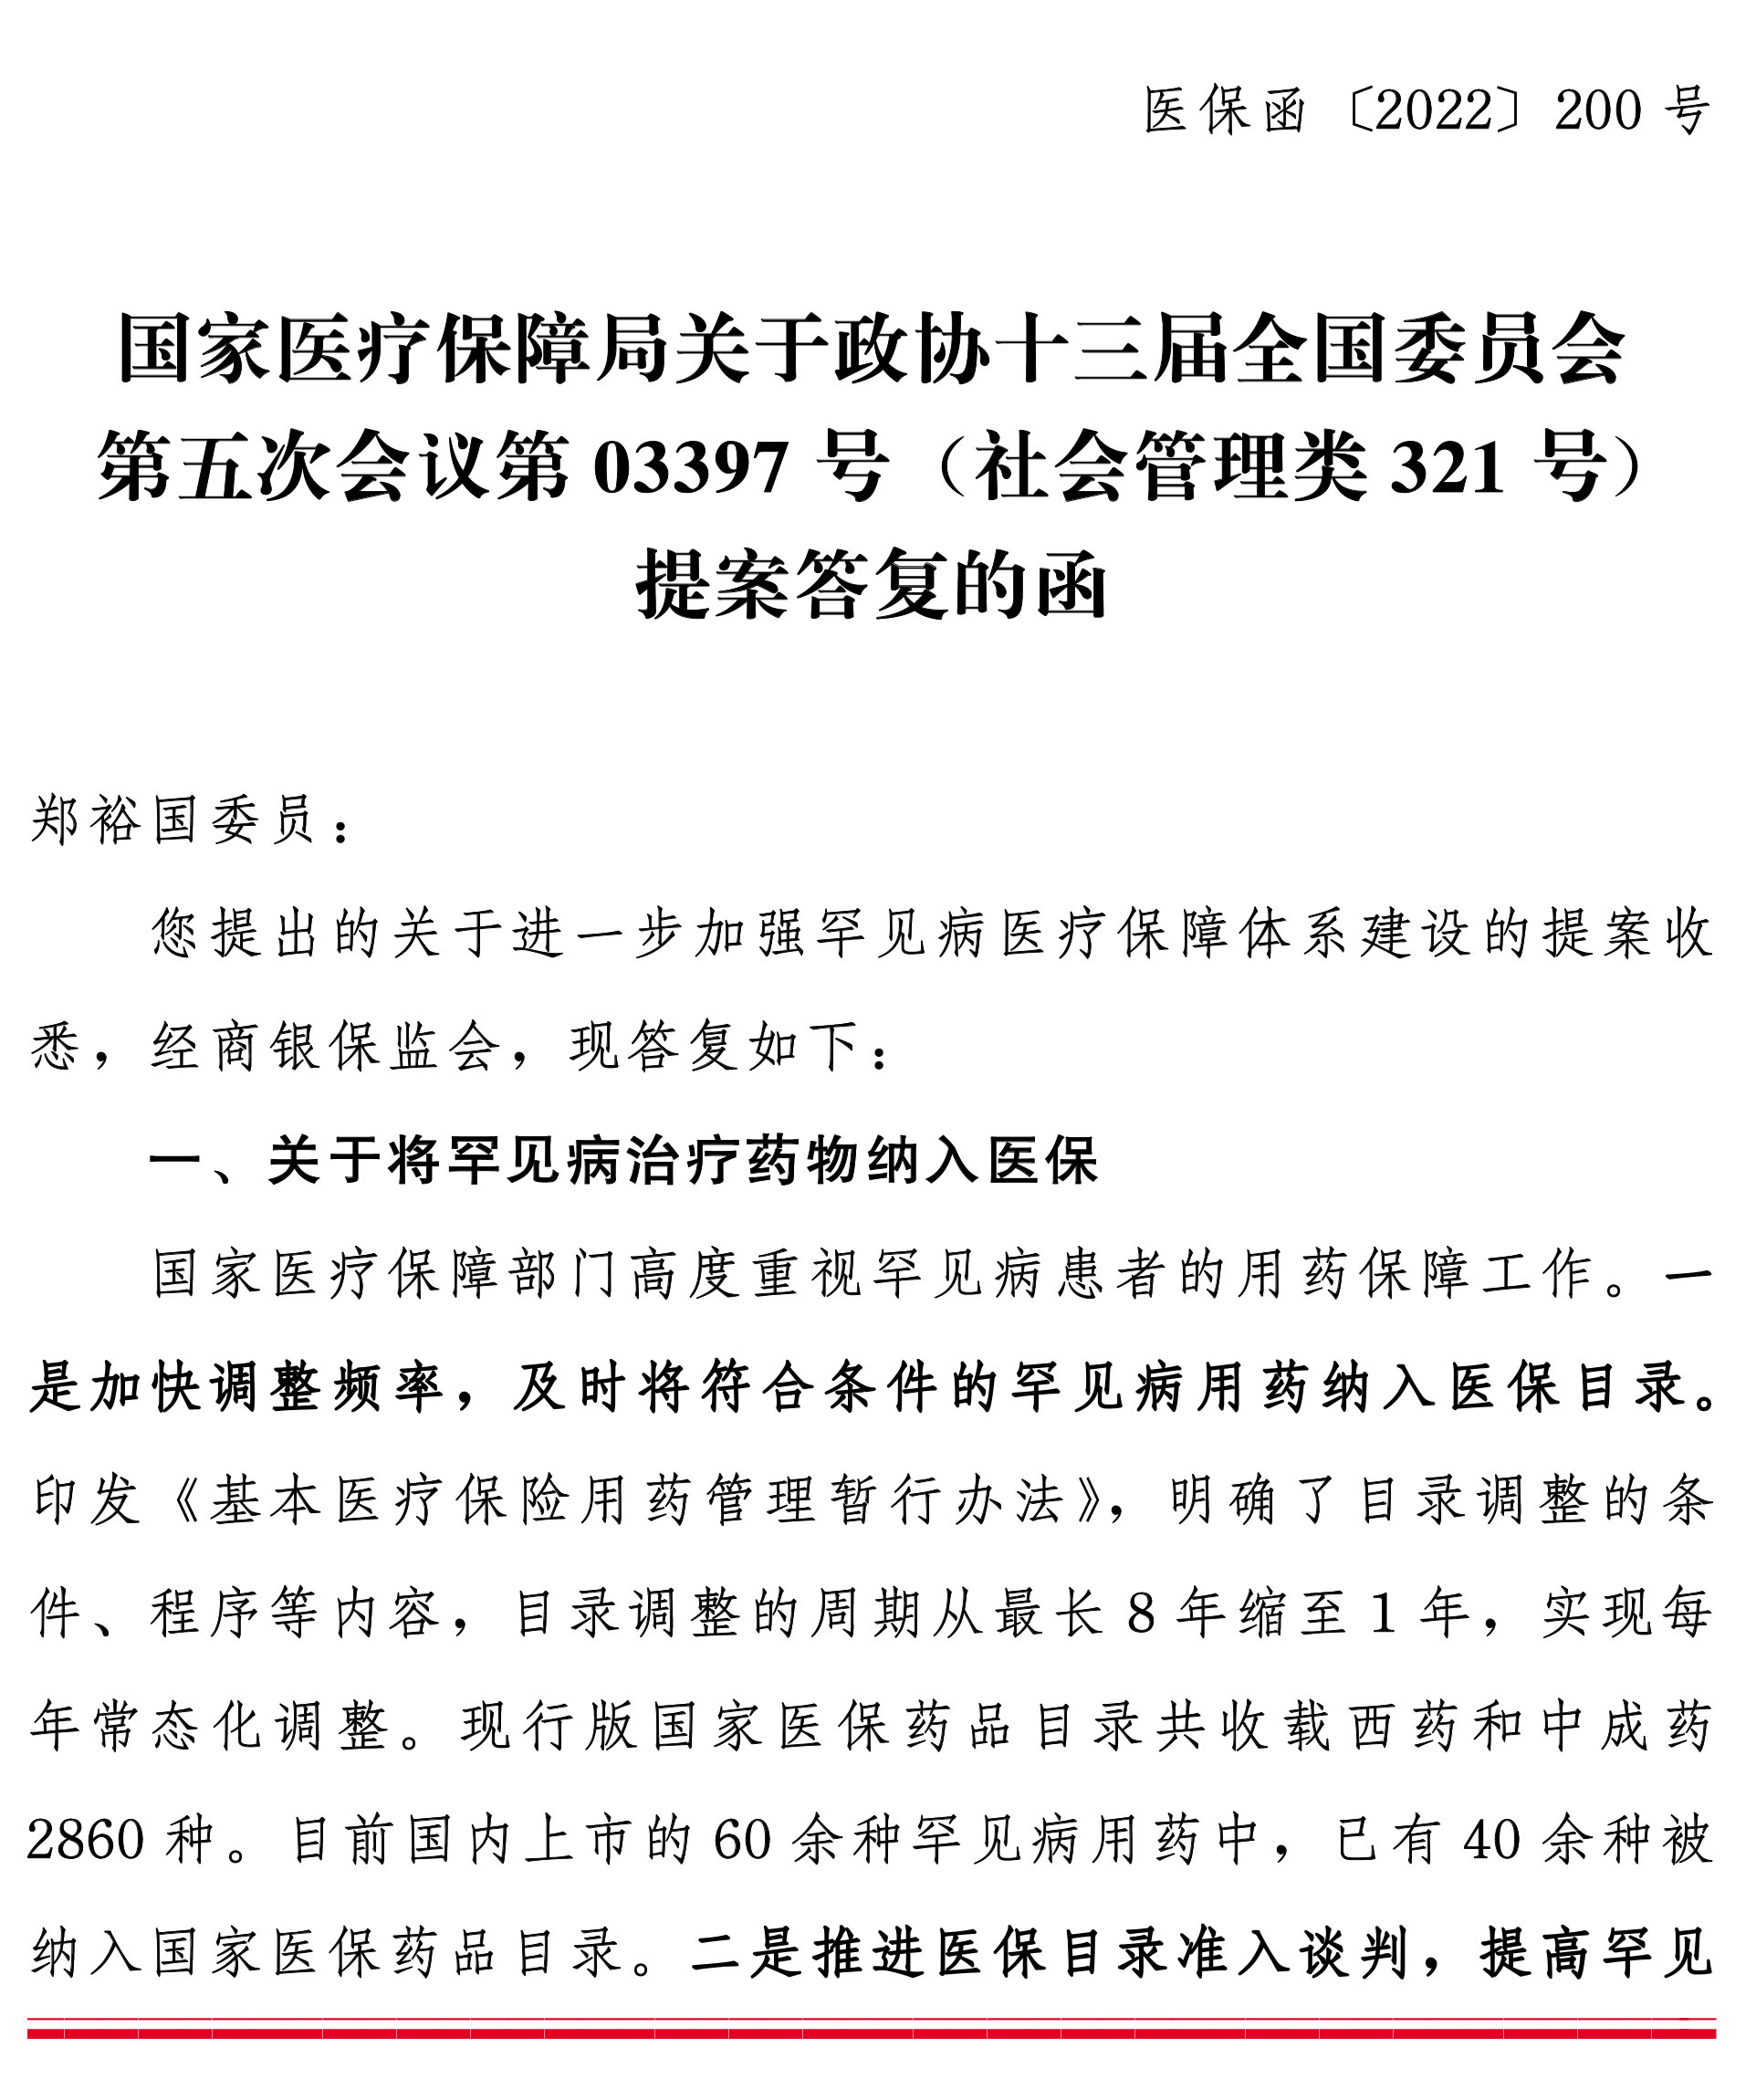 医保函〔2022〕200 号
国家医疗保障局关于政协十三届全国委员会
第五次会议第 03397 号（社会管理类 321 号）
提案答复的函
郑裕国委员：
您提出的关于进一步加强罕见病医疗保障体系建设的提案收
悉，经商银保监会，现答复如下：
一、关于将罕见病治疗药物纳入医保
国家医疗保障部门高度重视罕见病患者的用药保障工作。一
是加快调整频率，及时将符合条件的罕见病用药纳入医保目录。
印发《基本医疗保险用药管理暂行办法》，明确了目录调整的条
件、程序等内容，目录调整的周期从最长 8 年缩至 1 年，实现每
年常态化调整。现行版国家医保药品目录共收载西药和中成药
2860 种。目前国内上市的 60 余种罕见病用药中，已有 40 余种被
纳入国家医保药品目录。二是推进医保目录准入谈判，提高罕见